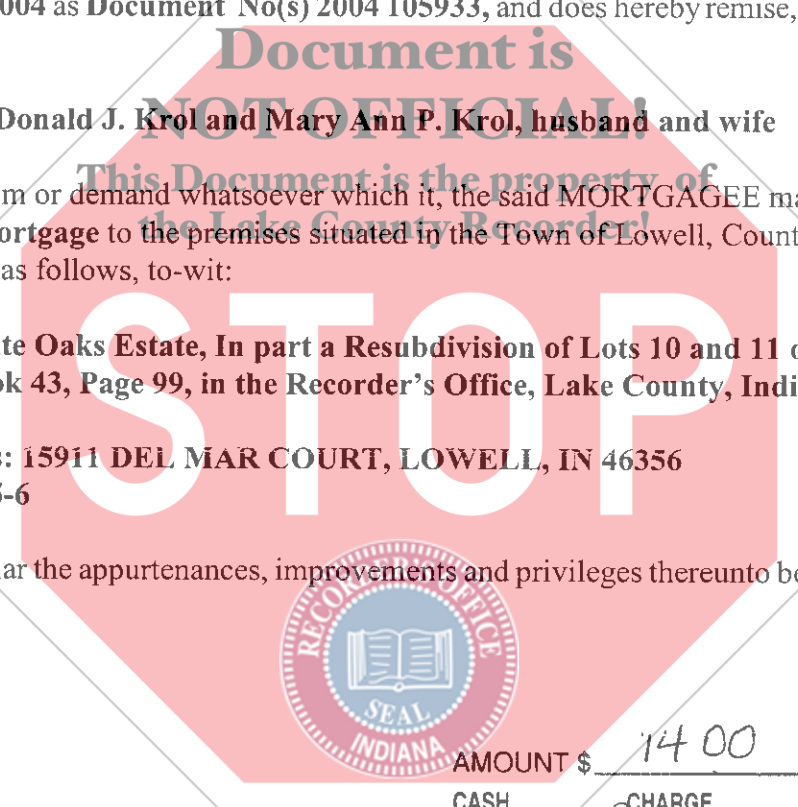 004 as Document No(s) 2004 105933, and does hereby remise,
Document is
NOT OFFICIAL!
Donald J. Krol and Mary Ann P. Krol, husband and wife
This Document is the property of
m or demand whatsoever which it, the said MORTGAGEE ma
the Lake County Recorder!
ortgage to the premises situated in the Town of Lowell, Count
as follows, to-wit:
STOP
te Oaks Estate, In part a Resubdivision of Lots 10 and 11 o
ok 43, Page 99, in the Recorder's Office, Lake County, Indi
s: 15911 DEL MAR COURT, LOWELL, IN 46356
-6
ar the appurtenances, improvements and privileges thereunto be
RECORDER'S OFFICE
SEAL
INDIANA
AMOUNT $ 14 00
CASH CHARGE